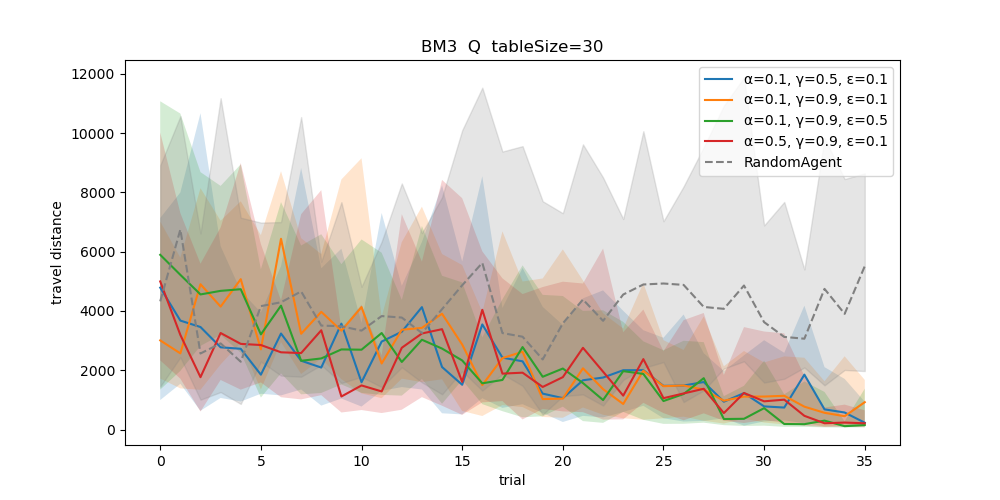 BM3  Q  tableSize=30
travel distance
12000
10000
8000
6000
4000
2000
0
α=0.1, γ=0.5, ε=0.1
α=0.1, γ=0.9, ε=0.1
α=0.1, γ=0.9, ε=0.5
α=0.5, γ=0.9, ε=0.1
RandomAgent
0 5 10 15 20 25 30 35
trial